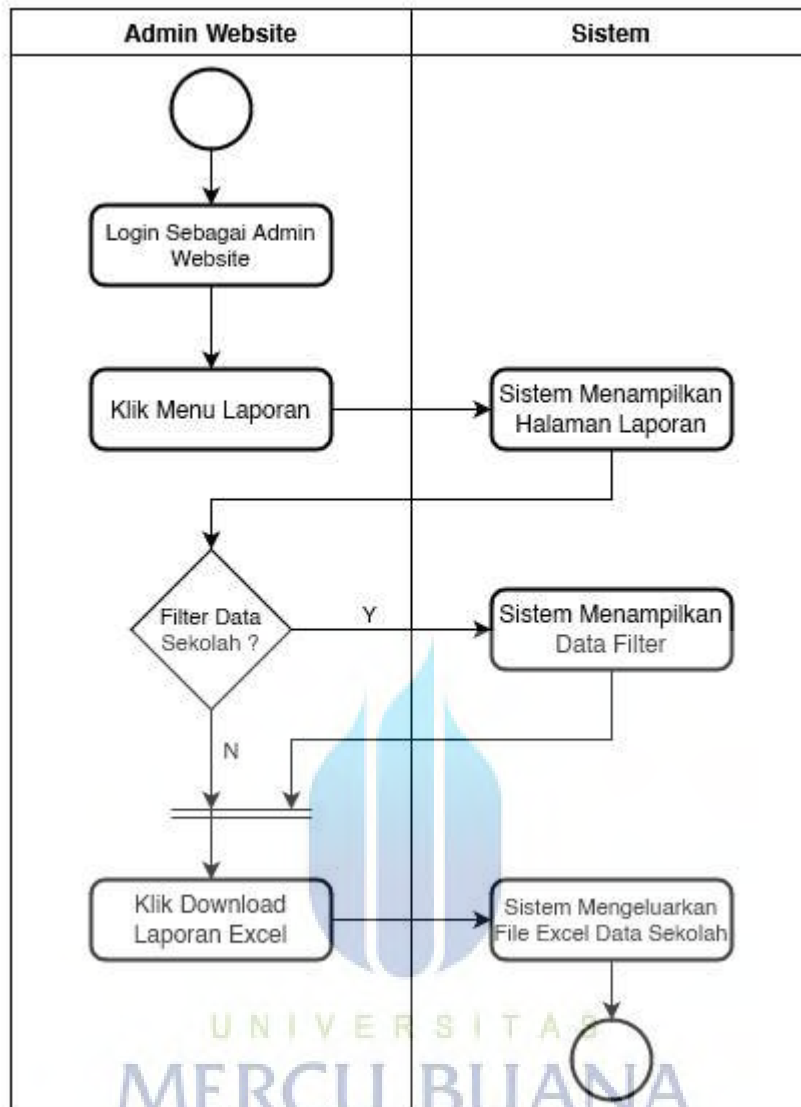 Admin Website
Sistem
Login Sebagai Admin
Website
Klik Menu Laporan
Sistem Menampilkan
Halaman Laporan
Filter Data
Sekolah ?
Y
Sistem Menampilkan
Data Filter
N
Klik Download
Laporan Excel
Sistem Mengeluarkan
File Excel Data Sekolah
UNIVERSITAS
MERCU BUANA